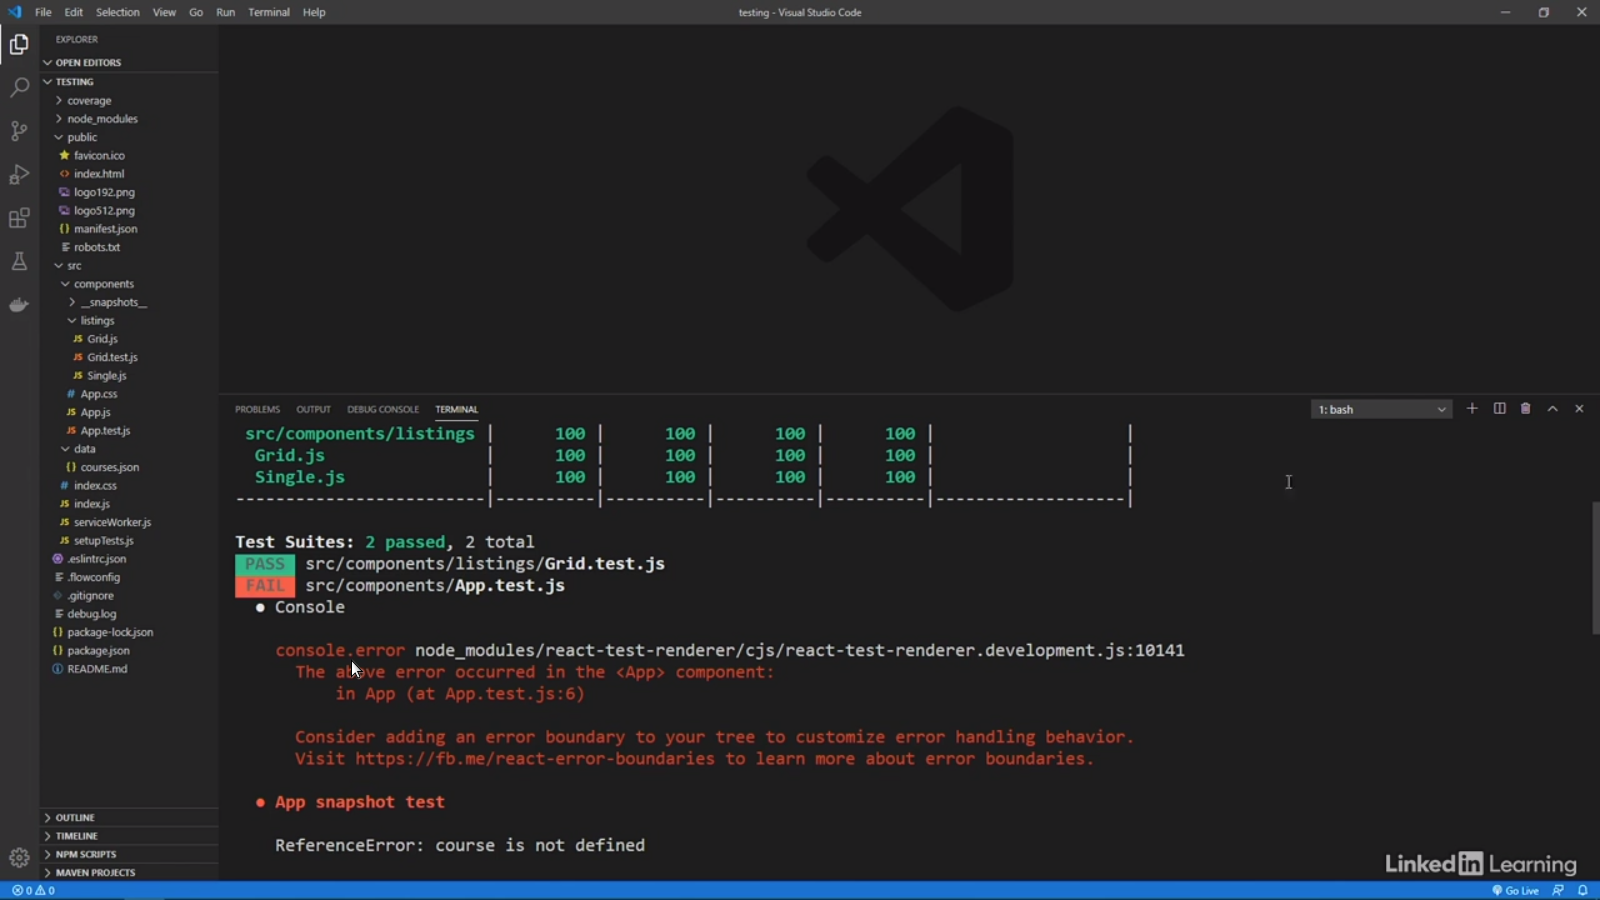 File Edit Selection View Go Run Terminal Help
testing - Visual Studio Code
EXPLORER
OPEN EDITORS
TESTING
coverage
node_modules
public
favicon.ico
<> index.html
logo192.png
logo512.png
{} manifest.json
robots.txt
src
components
__snapshots__
listings
JS Grid.js
JS Grid.test.js
JS Single.js
# App.css
JS App.js
JS App.test.js
data
{} courses.json
# index.css
JS index.js
JS serviceWorker.js
JS setupTests.js
.eslintrc.json
.flowconfig
.gitignore
debug.log
{} package-lock.json
{} package.json
README.md
OUTLINE
TIMELINE
NPM SCRIPTS
MAVEN PROJECTS
PROBLEMS OUTPUT DEBUG CONSOLE TERMINAL
1: bash
src/components/listings | 100 | 100 | 100 | 100 | |
Grid.js | 100 | 100 | 100 | 100 | |
Single.js | 100 | 100 | 100 | 100 | |
-------------------------|----------|----------|----------|----------|-------------------|
Test Suites: 2 passed, 2 total
PASS src/components/listings/Grid.test.js
FAIL src/components/App.test.js
● Console
console.error node_modules/react-test-renderer/cjs/react-test-renderer.development.js:10141
The above error occurred in the <App> component:
in App (at App.test.js:6)
Consider adding an error boundary to your tree to customize error handling behavior.
Visit https://fb.me/react-error-boundaries to learn more about error boundaries.
● App snapshot test
ReferenceError: course is not defined
LinkedIn Learning
0 0
Go Live